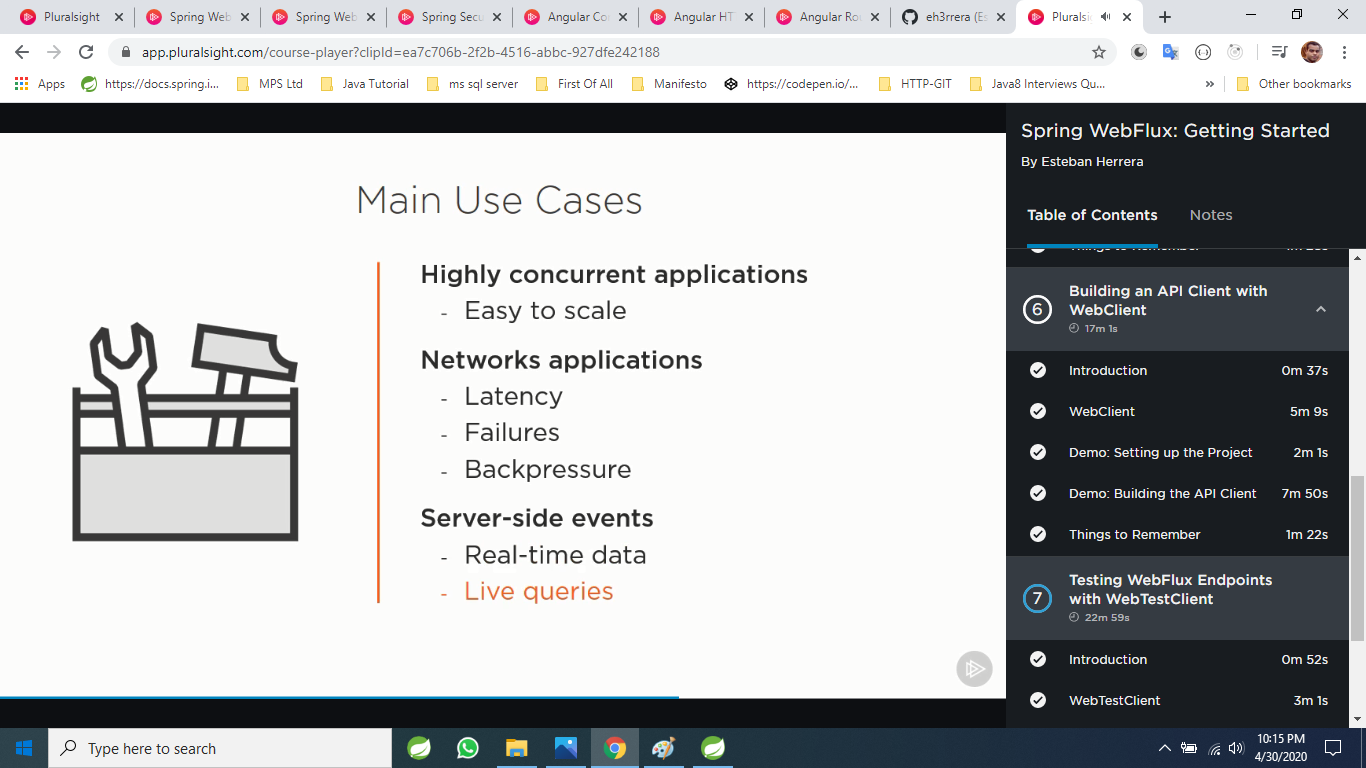 Pluralsight
Spring Web
Spring Web
Spring Secu
Angular Co
Angular HT
Angular Rou
eh3rrera (Es
Pluralsi
app.pluralsight.com/course-player?clipId=ea7c706b-2f2b-4516-abbc-927dfe242188
Apps
https://docs.spring.i...
MPS Ltd
Java Tutorial
ms sql server
First Of All
Manifesto
https://codepen.io/...
HTTP-GIT
Java8 Interviews Qu...
»
Other bookmarks
Main Use Cases
Highly concurrent applications
- Easy to scale
Networks applications
- Latency
- Failures
- Backpressure
Server-side events
- Real-time data
- Live queries
Spring WebFlux: Getting Started
By Esteban Herrera
Table of Contents
Notes
6
Building an API Client with
WebClient
17m 1s
Introduction 0m 37s
WebClient 5m 9s
Demo: Setting up the Project 2m 1s
Demo: Building the API Client 7m 50s
Things to Remember 1m 22s
7
Testing WebFlux Endpoints
with WebTestClient
22m 59s
Introduction 0m 52s
WebTestClient 3m 1s
Type here to search
10:15 PM
4/30/2020